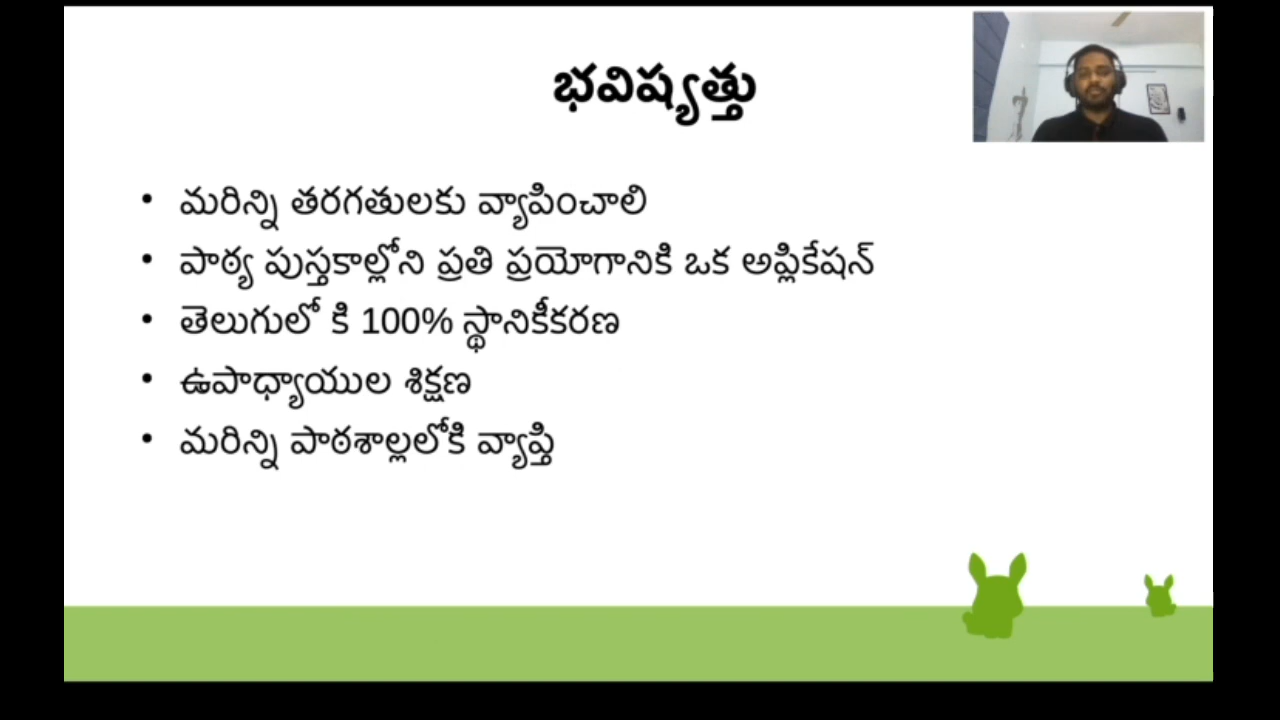 భవిష్యత్తు
• మరిన్ని తరగతులకు వ్యాపించాలి
• పాఠ్య పుస్తకాల్లోని ప్రతి ప్రయోగానికి ఒక అప్లికేషన్
• తెలుగులో కి 100% స్థానికీకరణ
• ఉపాధ్యాయుల శిక్షణ
• మరిన్ని పాఠశాల్లలోకి వ్యాప్తి